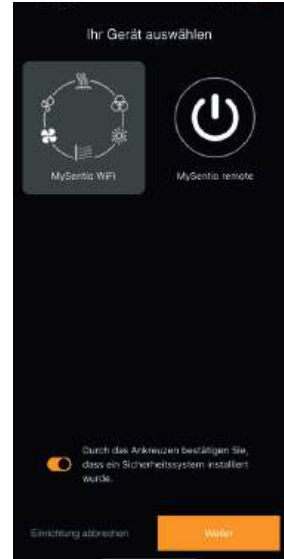 Ihr Gerät auswählen
MySentio WiFi
MySentio remote
Durch das Ankreuzen bestätigen Sie,
dass ein Sicherheitssystem installiert
wurde.
Einrichtung abbrechen
Weiter